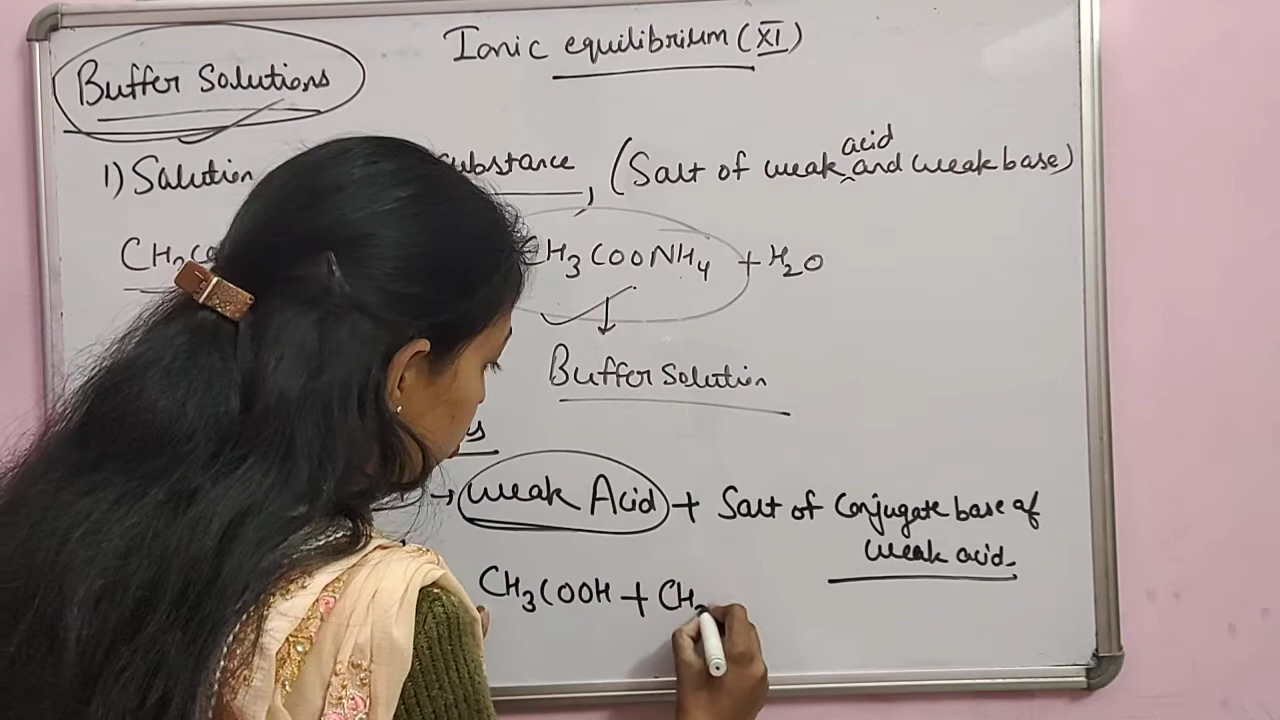 Ionic equilibrium (XI)
Buffer Solutions
1) Solution substance, (Salt of weak acid and weak base)
CH3COONH4 + H2O
Buffer solution
→ weak Acid + Salt of Conjugate base of
weak acid.
CH3COOH + CH3